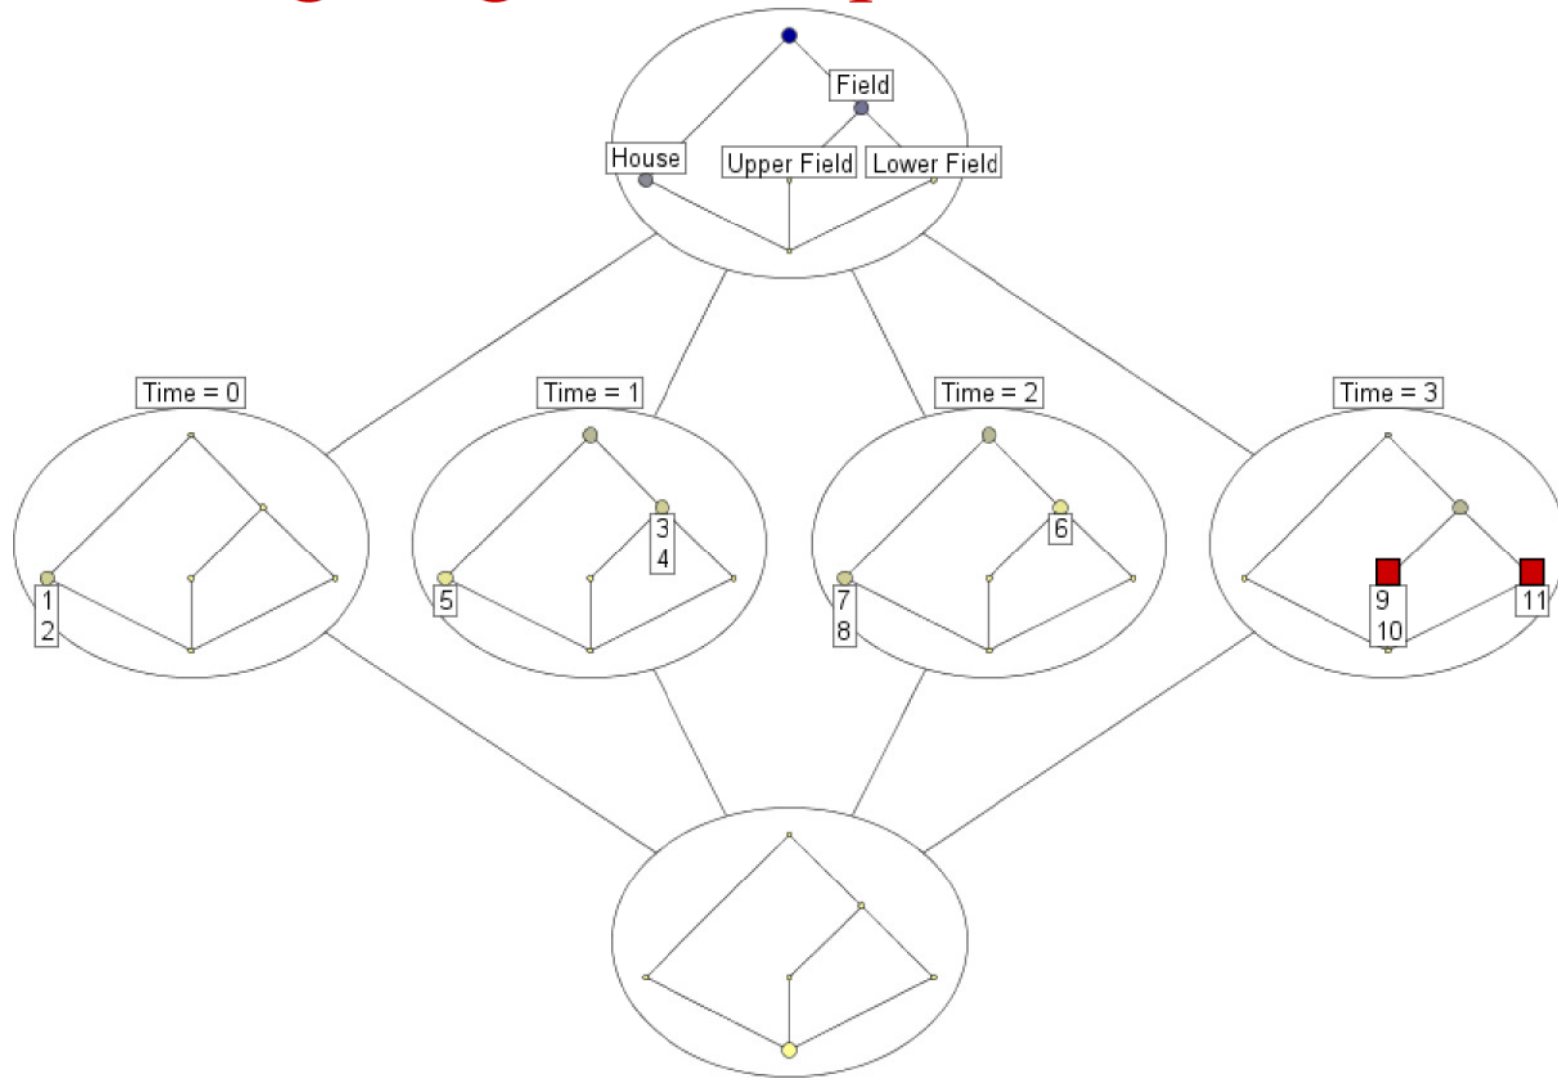 Field
House
Upper Field
Lower Field
Time = 0
Time = 1
Time = 2
Time = 3
1
2
5
3
4
7
8
6
9
10
11